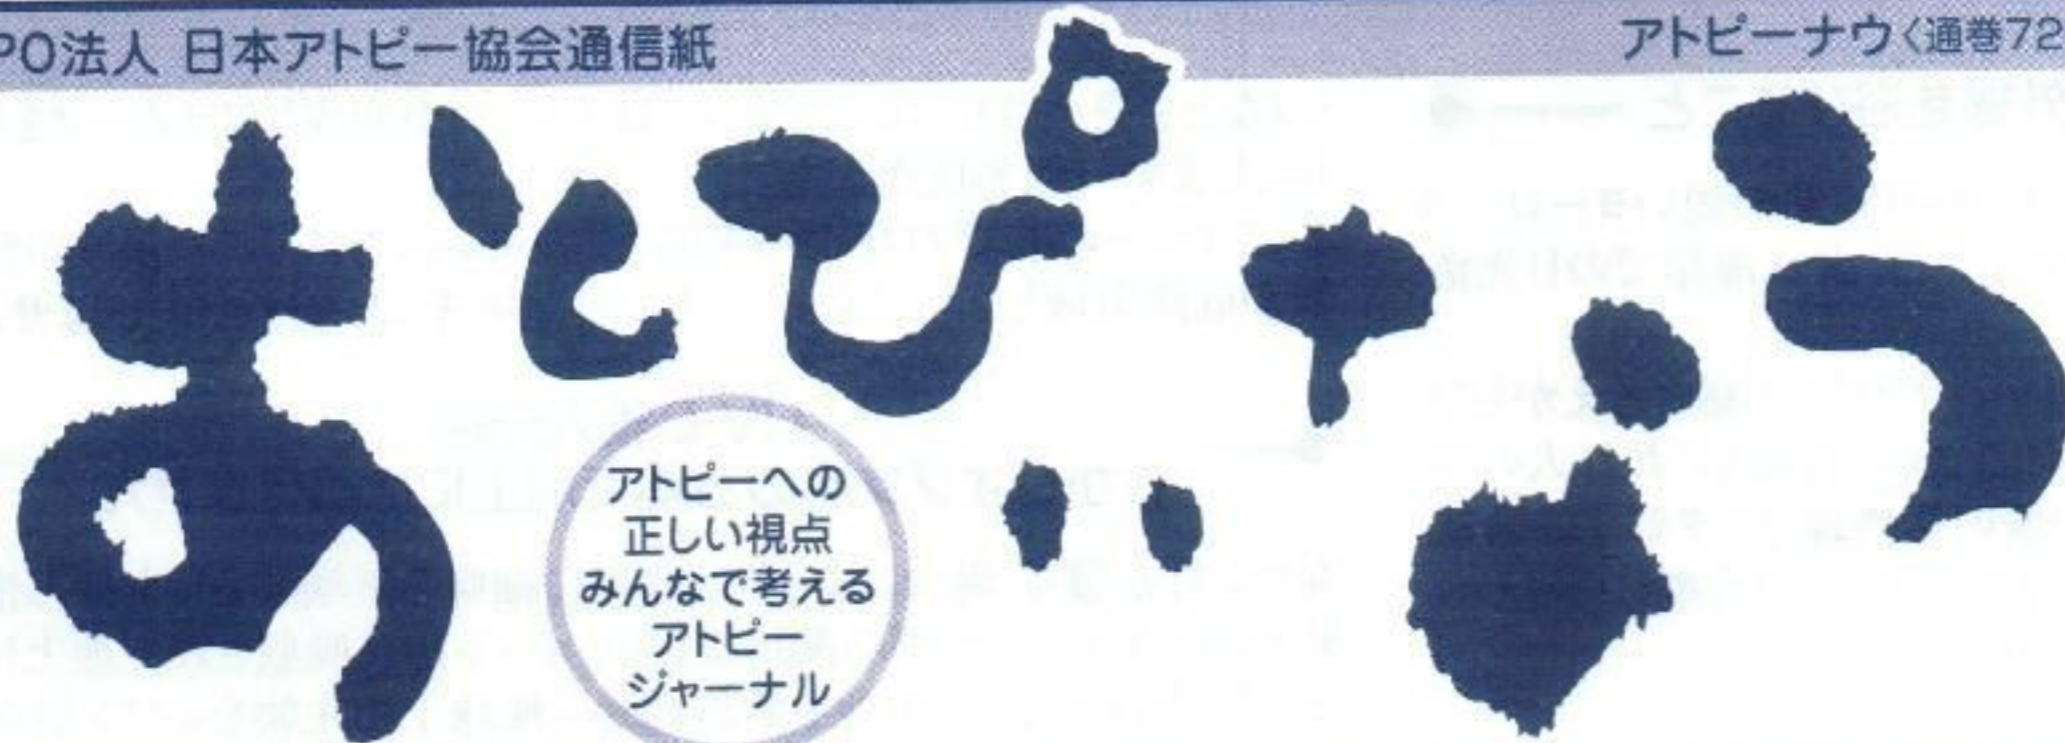 PO法人 日本アトピー協会通信紙
アトピーナウ〈通巻72
あとぴいなう
アトピーへの
正しい視点
みんなで考える
アトピー
ジャーナル